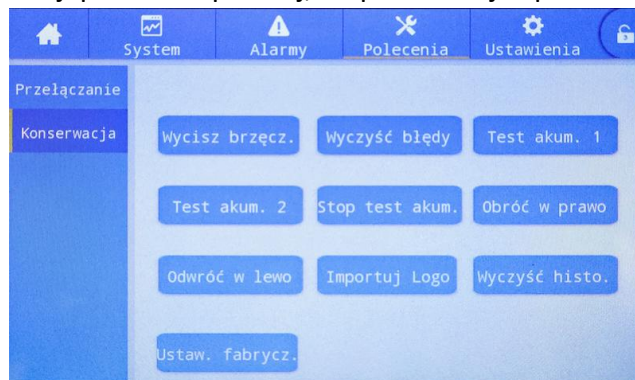 System Alarmy Polecenia Ustawienia
Przełączanie
Konserwacja
Wycisz brzęcz. Wyczyść błędy Test akum. 1
Test akum. 2 Stop test akum. Obróć w prawo
Odwróć w lewo Importuj Logo Wyczyść histo.
Ustaw. fabrycz.